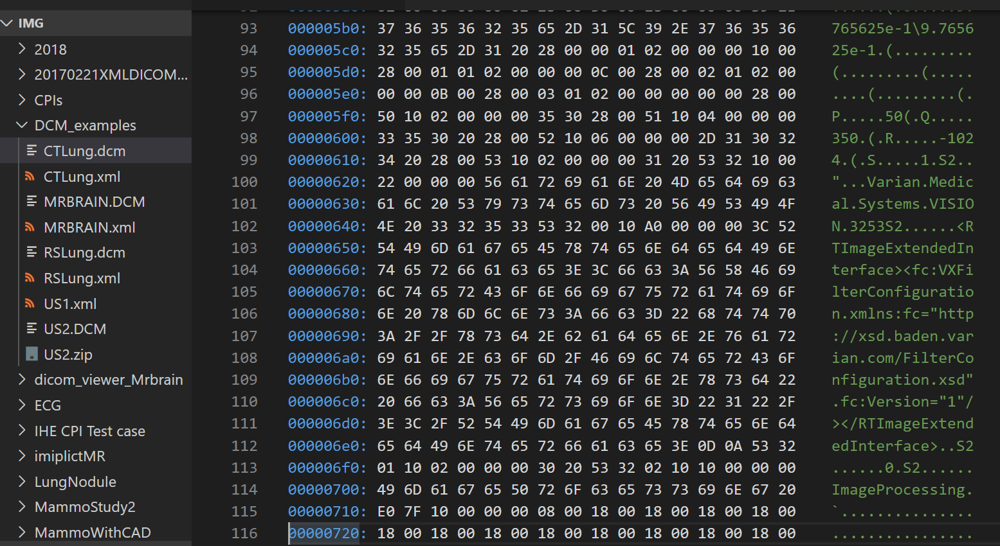 IMG
2018
20170221XMLDICOM...
CPIs
DCM_examples
CTLung.dcm
CTLung.xml
MRBRAIN.DCM
MRBRAIN.xml
RSLung.dcm
RSLung.xml
US1.xml
US2.DCM
US2.zip
dicom_viewer_Mrbrain
ECG
IHE CPI Test case
imiplictMR
LungNodule
MammoStudy2
MammoWithCAD
93 000005b0: 37 36 35 36 32 35 65 2D 31 5C 39 2E 37 36 35 36 765625e-1\9.7656
94 000005c0: 32 35 65 2D 31 20 28 00 00 01 02 00 00 00 10 00 25e-1.(.........
95 000005d0: 28 00 01 01 02 00 00 00 0C 00 28 00 02 01 02 00 (.........(.....
96 000005e0: 00 00 0B 00 28 00 03 01 02 00 00 00 00 00 28 00 ....(.........(.
97 000005f0: 50 10 02 00 00 00 35 30 28 00 51 10 04 00 00 00 P.....50(.Q.....
98 00000600: 33 35 30 20 28 00 52 10 06 00 00 00 2D 31 30 32 350.(.R.....-102
99 00000610: 34 20 28 00 53 10 02 00 00 00 31 20 53 32 10 00 4.(.S.....1.S2..
100 00000620: 22 00 00 00 56 61 72 69 61 6E 20 4D 65 64 69 63 "...Varian.Medic
101 00000630: 61 6C 20 53 79 73 74 65 6D 73 20 56 49 53 49 4F al.Systems.VISIO
102 00000640: 4E 20 33 32 35 33 53 32 00 10 A0 00 00 00 3C 52 N.3253S2......<R
103 00000650: 54 49 6D 61 67 65 45 78 74 65 6E 64 65 64 49 6E TImageExtendedIn
104 00000660: 74 65 72 66 61 63 65 3E 3C 66 63 3A 56 58 46 69 terface><fc:VXFi
105 00000670: 6C 74 65 72 43 6F 6E 66 69 67 75 72 61 74 69 6F lterConfiguratio
106 00000680: 6E 20 78 6D 6C 6E 73 3A 66 63 3D 22 68 74 74 70 n.xmlns:fc="http
107 00000690: 3A 2F 2F 78 73 64 2E 62 61 64 65 6E 2E 76 61 72 ://xsd.baden.var
108 000006a0: 69 61 6E 2E 63 6F 6D 2F 46 69 6C 74 65 72 43 6F ian.com/FilterCo
109 000006b0: 6E 66 69 67 75 72 61 74 69 6F 6E 2E 78 73 64 22 nfiguration.xsd"
110 000006c0: 20 66 63 3A 56 65 72 73 69 6F 6E 3D 22 31 22 2F .fc:Version="1"/
111 000006d0: 3E 3C 2F 52 54 49 6D 61 67 65 45 78 74 65 6E 64 ></RTImageExtend
112 000006e0: 65 64 49 6E 74 65 72 66 61 63 65 3E 0D 0A 53 32 edInterface>..S2
113 000006f0: 01 10 02 00 00 00 30 20 53 32 02 10 10 00 00 00 ......0.S2......
114 00000700: 49 6D 61 67 65 50 72 6F 63 65 73 73 69 6E 67 20 ImageProcessing.
115 00000710: E0 7F 10 00 00 00 08 00 18 00 18 00 18 00 18 00 `...............
116 00000720: 18 00 18 00 18 00 18 00 18 00 18 00 18 00 18 00 ................